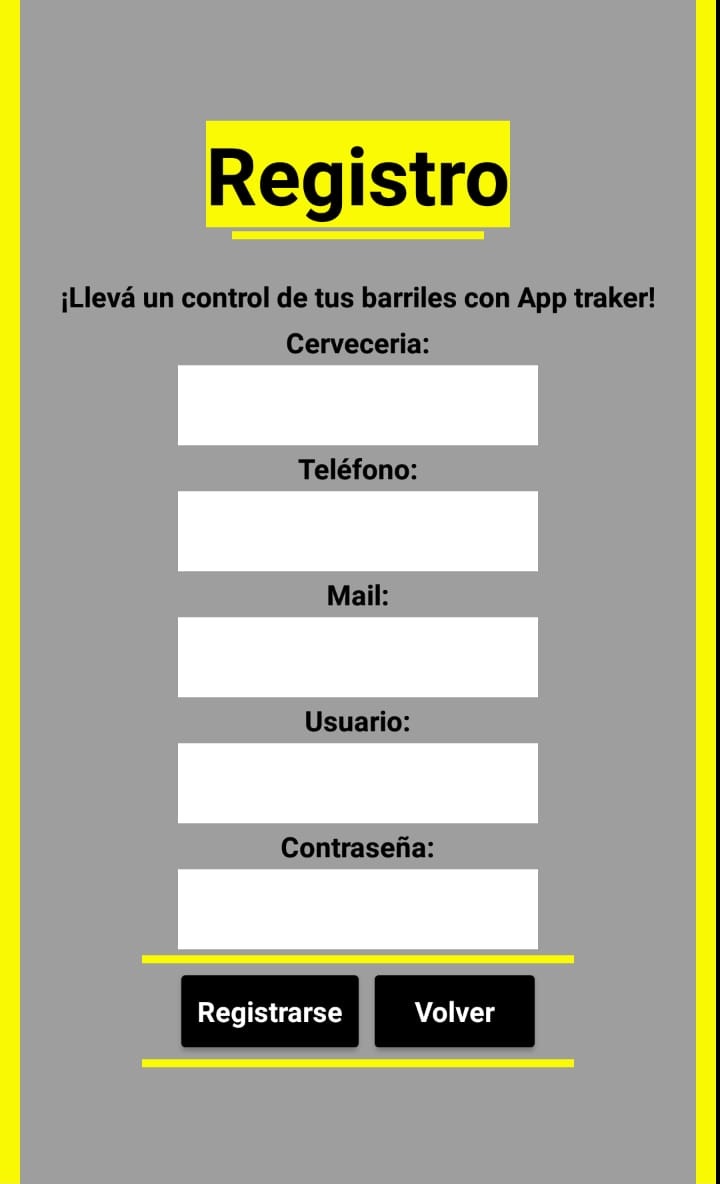 Registro
¡Llevá un control de tus barriles con App traker!
Cerveceria:
Teléfono:
Mail:
Usuario:
Contraseña:
Registrarse Volver